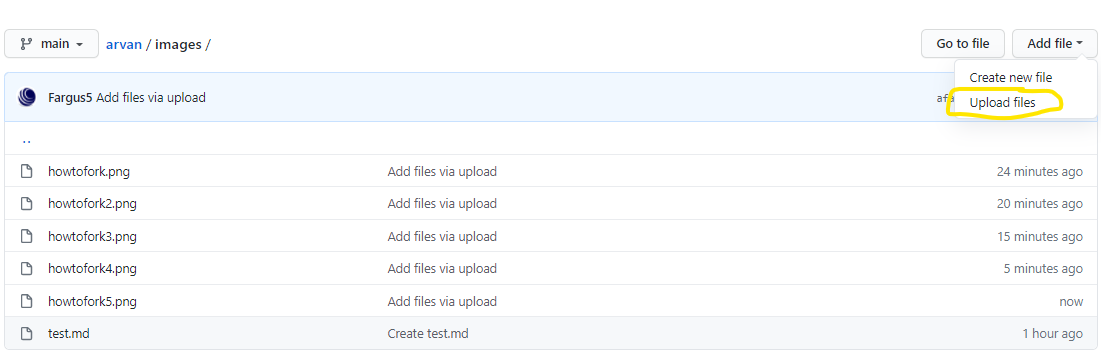 main arvan / images / Go to file Add file
Create new file
Fargus5 Add files via upload
Upload files
..
howtofork.png Add files via upload 24 minutes ago
howtofork2.png Add files via upload 20 minutes ago
howtofork3.png Add files via upload 15 minutes ago
howtofork4.png Add files via upload 5 minutes ago
howtofork5.png Add files via upload now
test.md Create test.md 1 hour ago